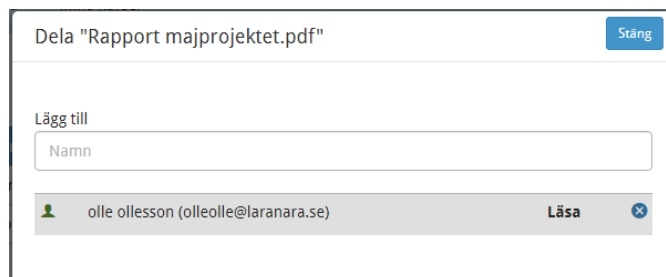 Dela "Rapport majprojektet.pdf"
Stäng
Lägg till
Namn
olle ollesson (olleolle@laranara.se) Läsa